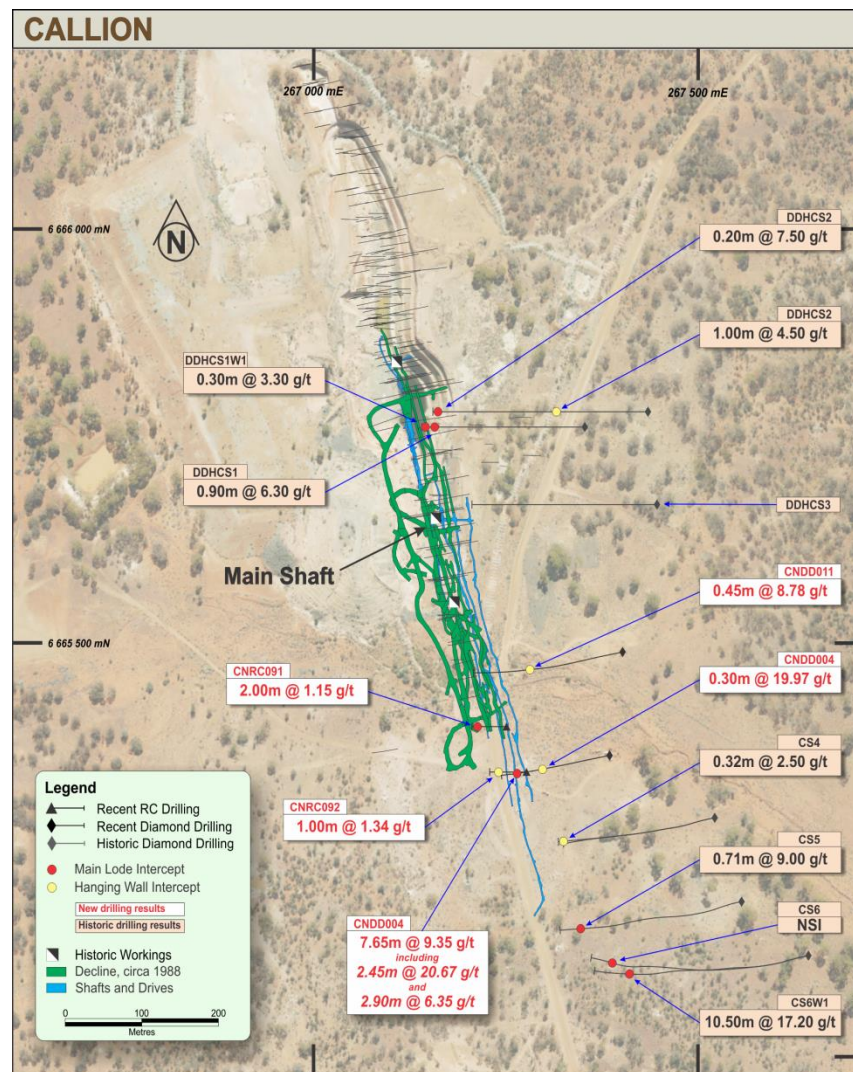 CALLION
267 000 mE
267 500 mE
6 666 000 mN
N
DDHCS2
0.20m @ 7.50 g/t
DDHCS2
1.00m @ 4.50 g/t
DDHCS1W1
0.30m @ 3.30 g/t
DDHCS1
0.90m @ 6.30 g/t
DDHCS3
Main Shaft
CNDD011
0.45m @ 8.78 g/t
6 665 500 mN
CNDD004
0.30m @ 19.97 g/t
CNRC091
2.00m @ 1.15 g/t
CS4
0.32m @ 2.50 g/t
CNRC092
1.00m @ 1.34 g/t
CS5
0.71m @ 9.00 g/t
CS6
NSI
CNDD004
7.65m @ 9.35 g/t
including
2.45m @ 20.67 g/t
and
2.90m @ 6.35 g/t
CS6W1
10.50m @ 17.20 g/t
Legend
Recent RC Drilling
Recent Diamond Drilling
Historic Diamond Drilling
Main Lode Intercept
Hanging Wall Intercept
New drilling results
Historic drilling results
Historic Workings
Decline, circa 1988
Shafts and Drives
0 100 200
Metres